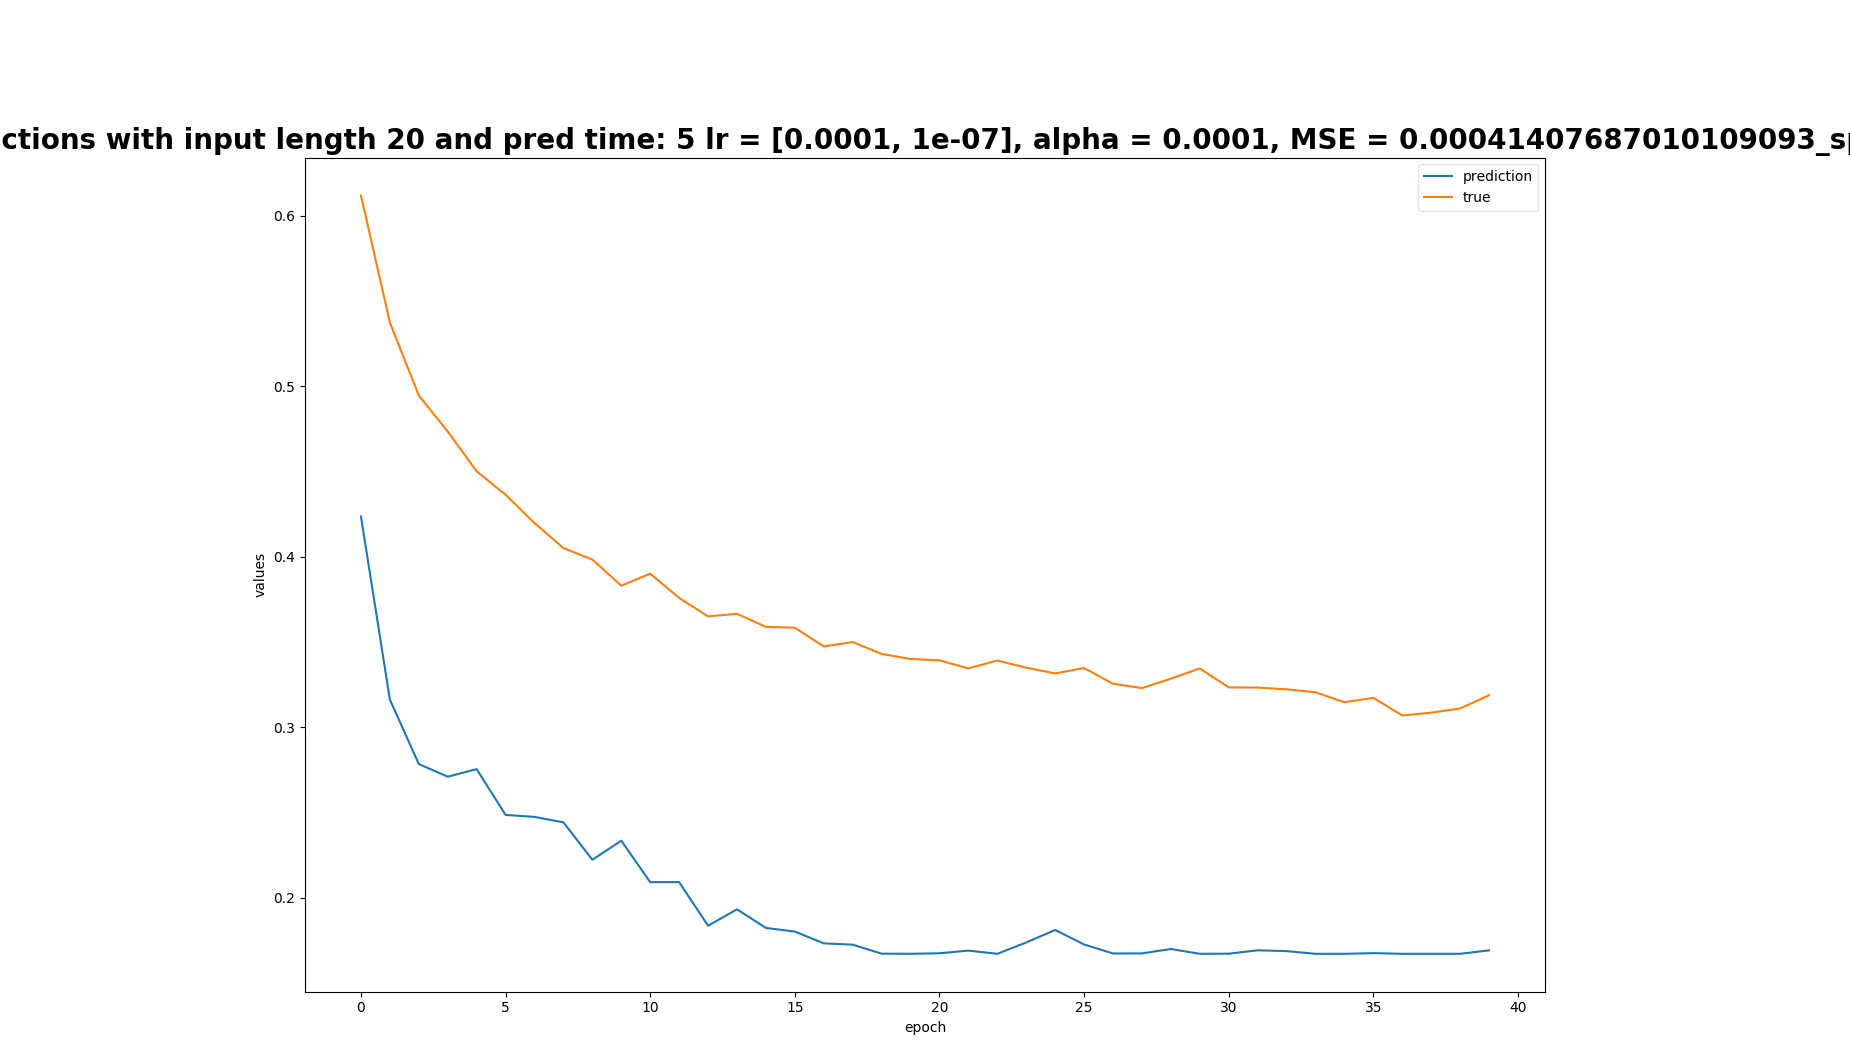 ctions with input length 20 and pred time: 5 lr = [0.0001, 1e-07], alpha = 0.0001, MSE = 0.00041407687010109093_sp
prediction
true
0.6
0.5
0.4
0.3
0.2
values
0 5 10 15 20 25 30 35 40
epoch